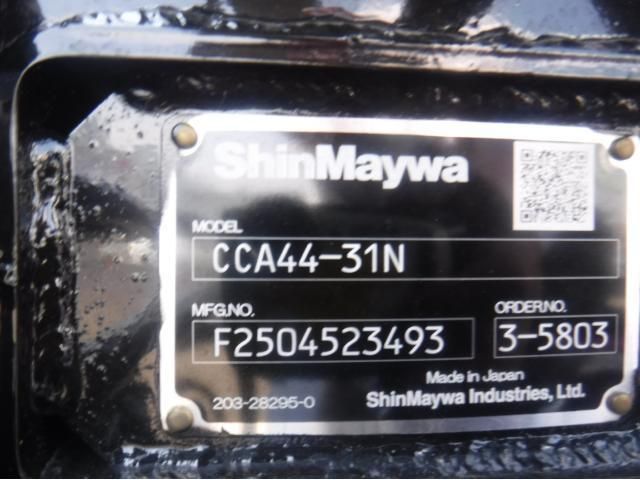 ShinMaywa
MODEL
CCA44-31N
MFG.NO.
ORDER.NO.
F2504523493
3-5803
Made in Japan
203-28295-0
ShinMaywa Industries, Ltd.